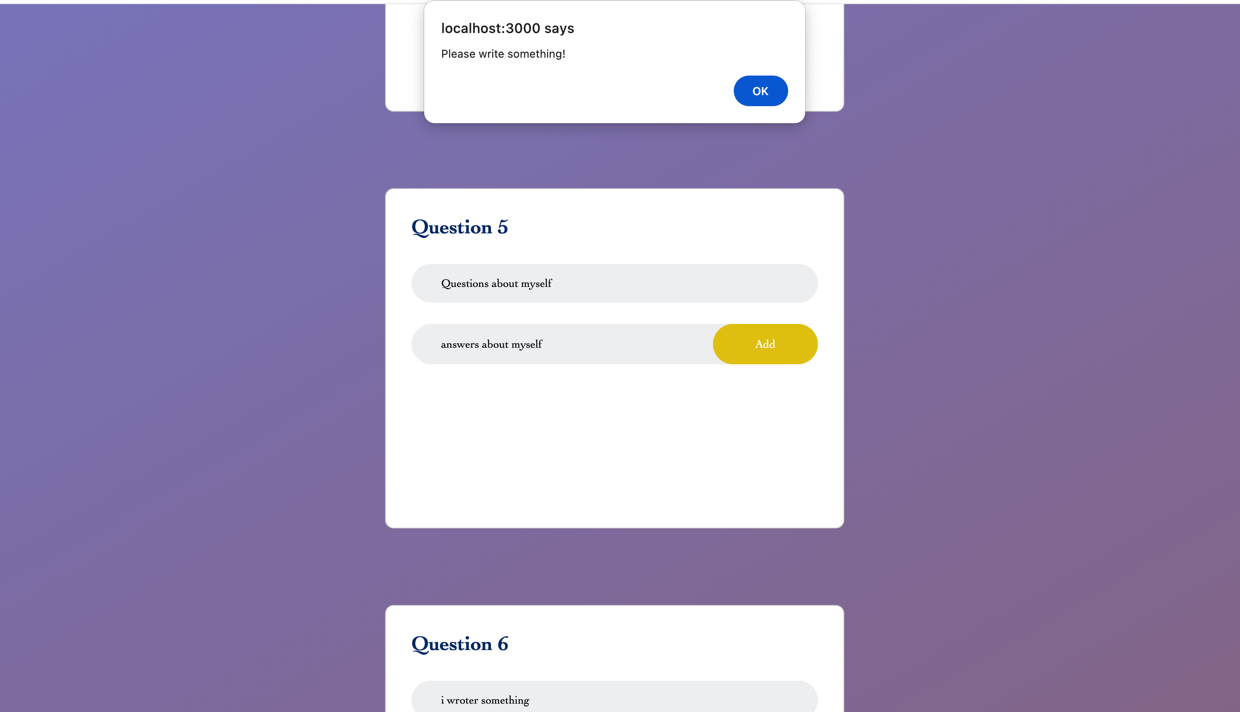 localhost:3000 says
Please write something!
OK
Question 5
Questions about myself
answers about myself
Add
Question 6
i wroter something